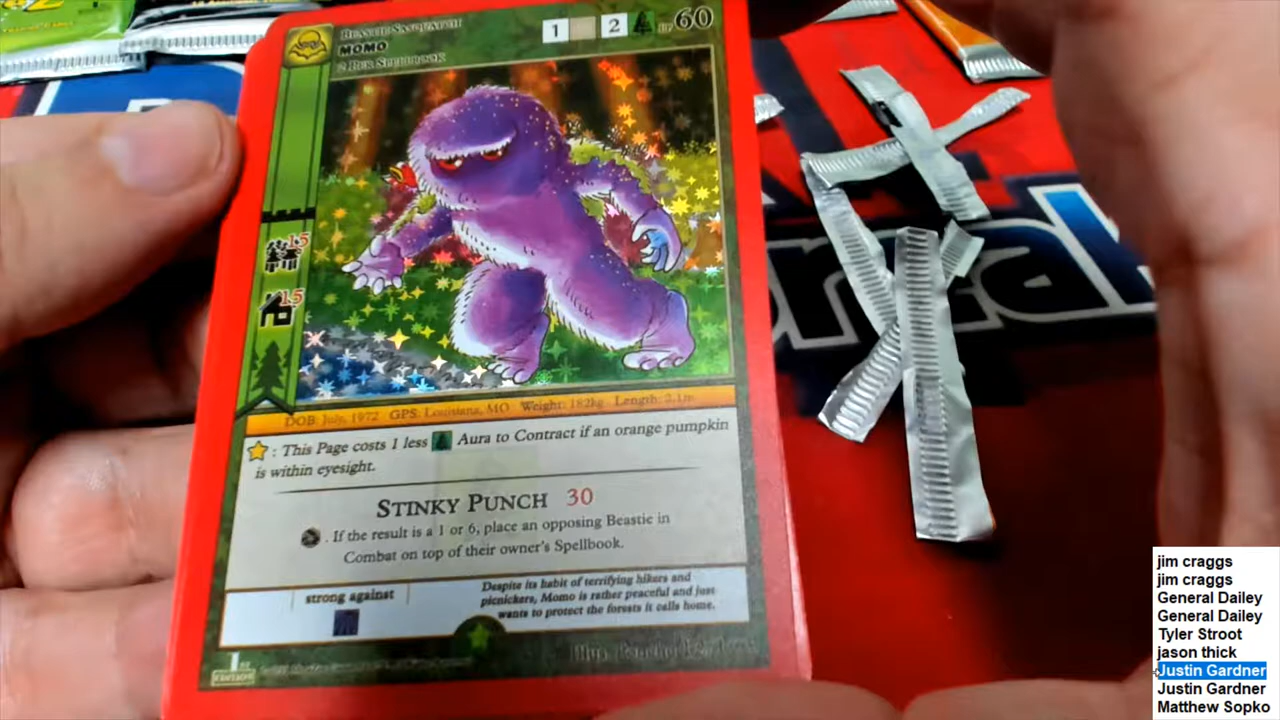 Beastie Sasquatch
MOMO
2 Per Spellbook
1 2 HP 60
15
15
DOB: July, 1972 GPS: Louisiana, MO Weight: 182kg Length: 2.1m
: This Page costs 1 less Aura to Contract if an orange pumpkin
is within eyesight.
STINKY PUNCH 30
. If the result is a 1 or 6, place an opposing Beastie in
Combat on top of their owner's Spellbook.
strong against
Despite its habit of terrifying hikers and
picnickers, Momo is rather peaceful and just
wants to protect the forests it calls home.
1st
EDITION
Illus.
jim craggs
jim craggs
General Dailey
General Dailey
Tyler Stroot
jason thick
Justin Gardner
Justin Gardner
Matthew Sopko